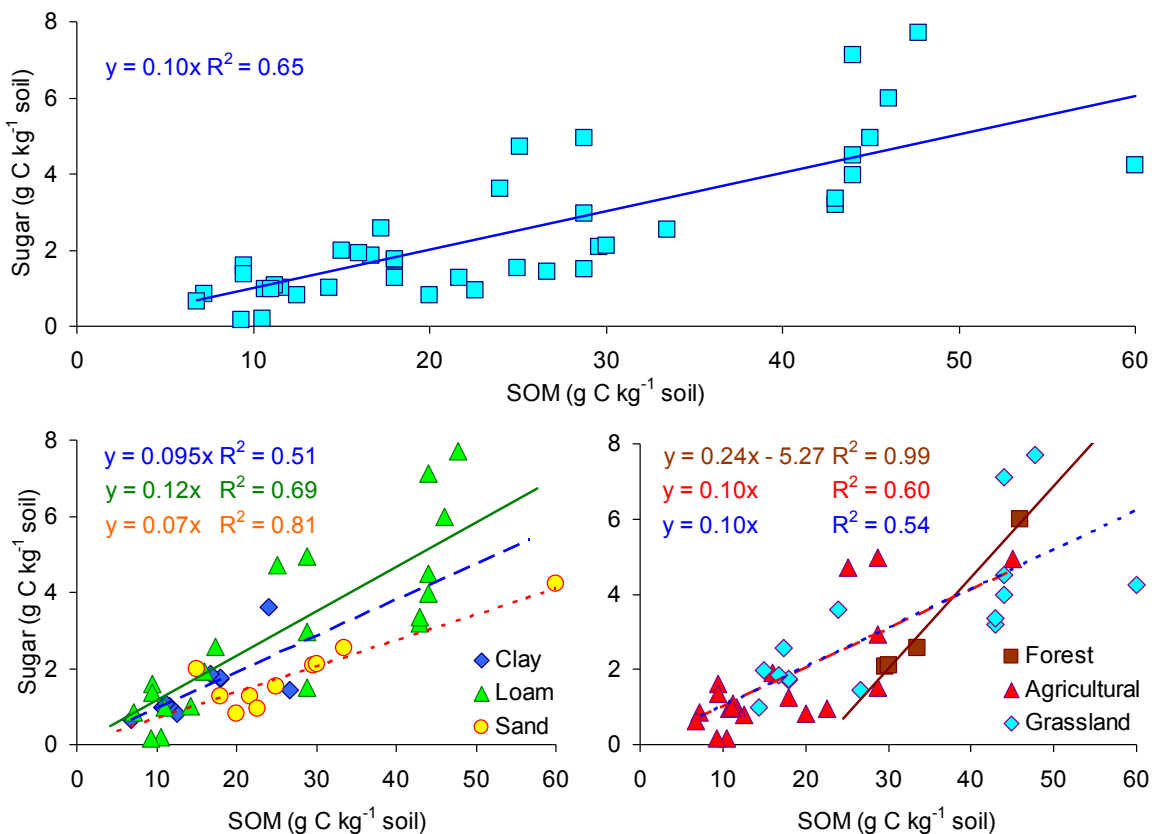 8
6
4
2
0
Sugar (g C kg⁻¹ soil)
y = 0.10x R² = 0.65
0 10 20 30 40 50 60
SOM (g C kg⁻¹ soil)
8
6
4
2
0
Sugar (g C kg⁻¹ soil)
y = 0.095x R² = 0.51
y = 0.12x R² = 0.69
y = 0.07x R² = 0.81
Clay
Loam
Sand
0 10 20 30 40 50 60
SOM (g C kg⁻¹ soil)
8
6
4
2
0
y = 0.24x - 5.27 R² = 0.99
y = 0.10x R² = 0.60
y = 0.10x R² = 0.54
Forest
Agricultural
Grassland
0 10 20 30 40 50 60
SOM (g C kg⁻¹ soil)